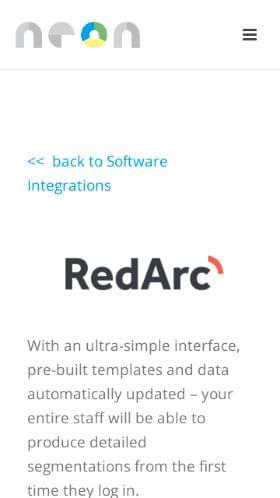 neon
<< back to Software
Integrations
RedArc
With an ultra-simple interface,
pre-built templates and data
automatically updated – your
entire staff will be able to
produce detailed
segmentations from the first
time they log in.